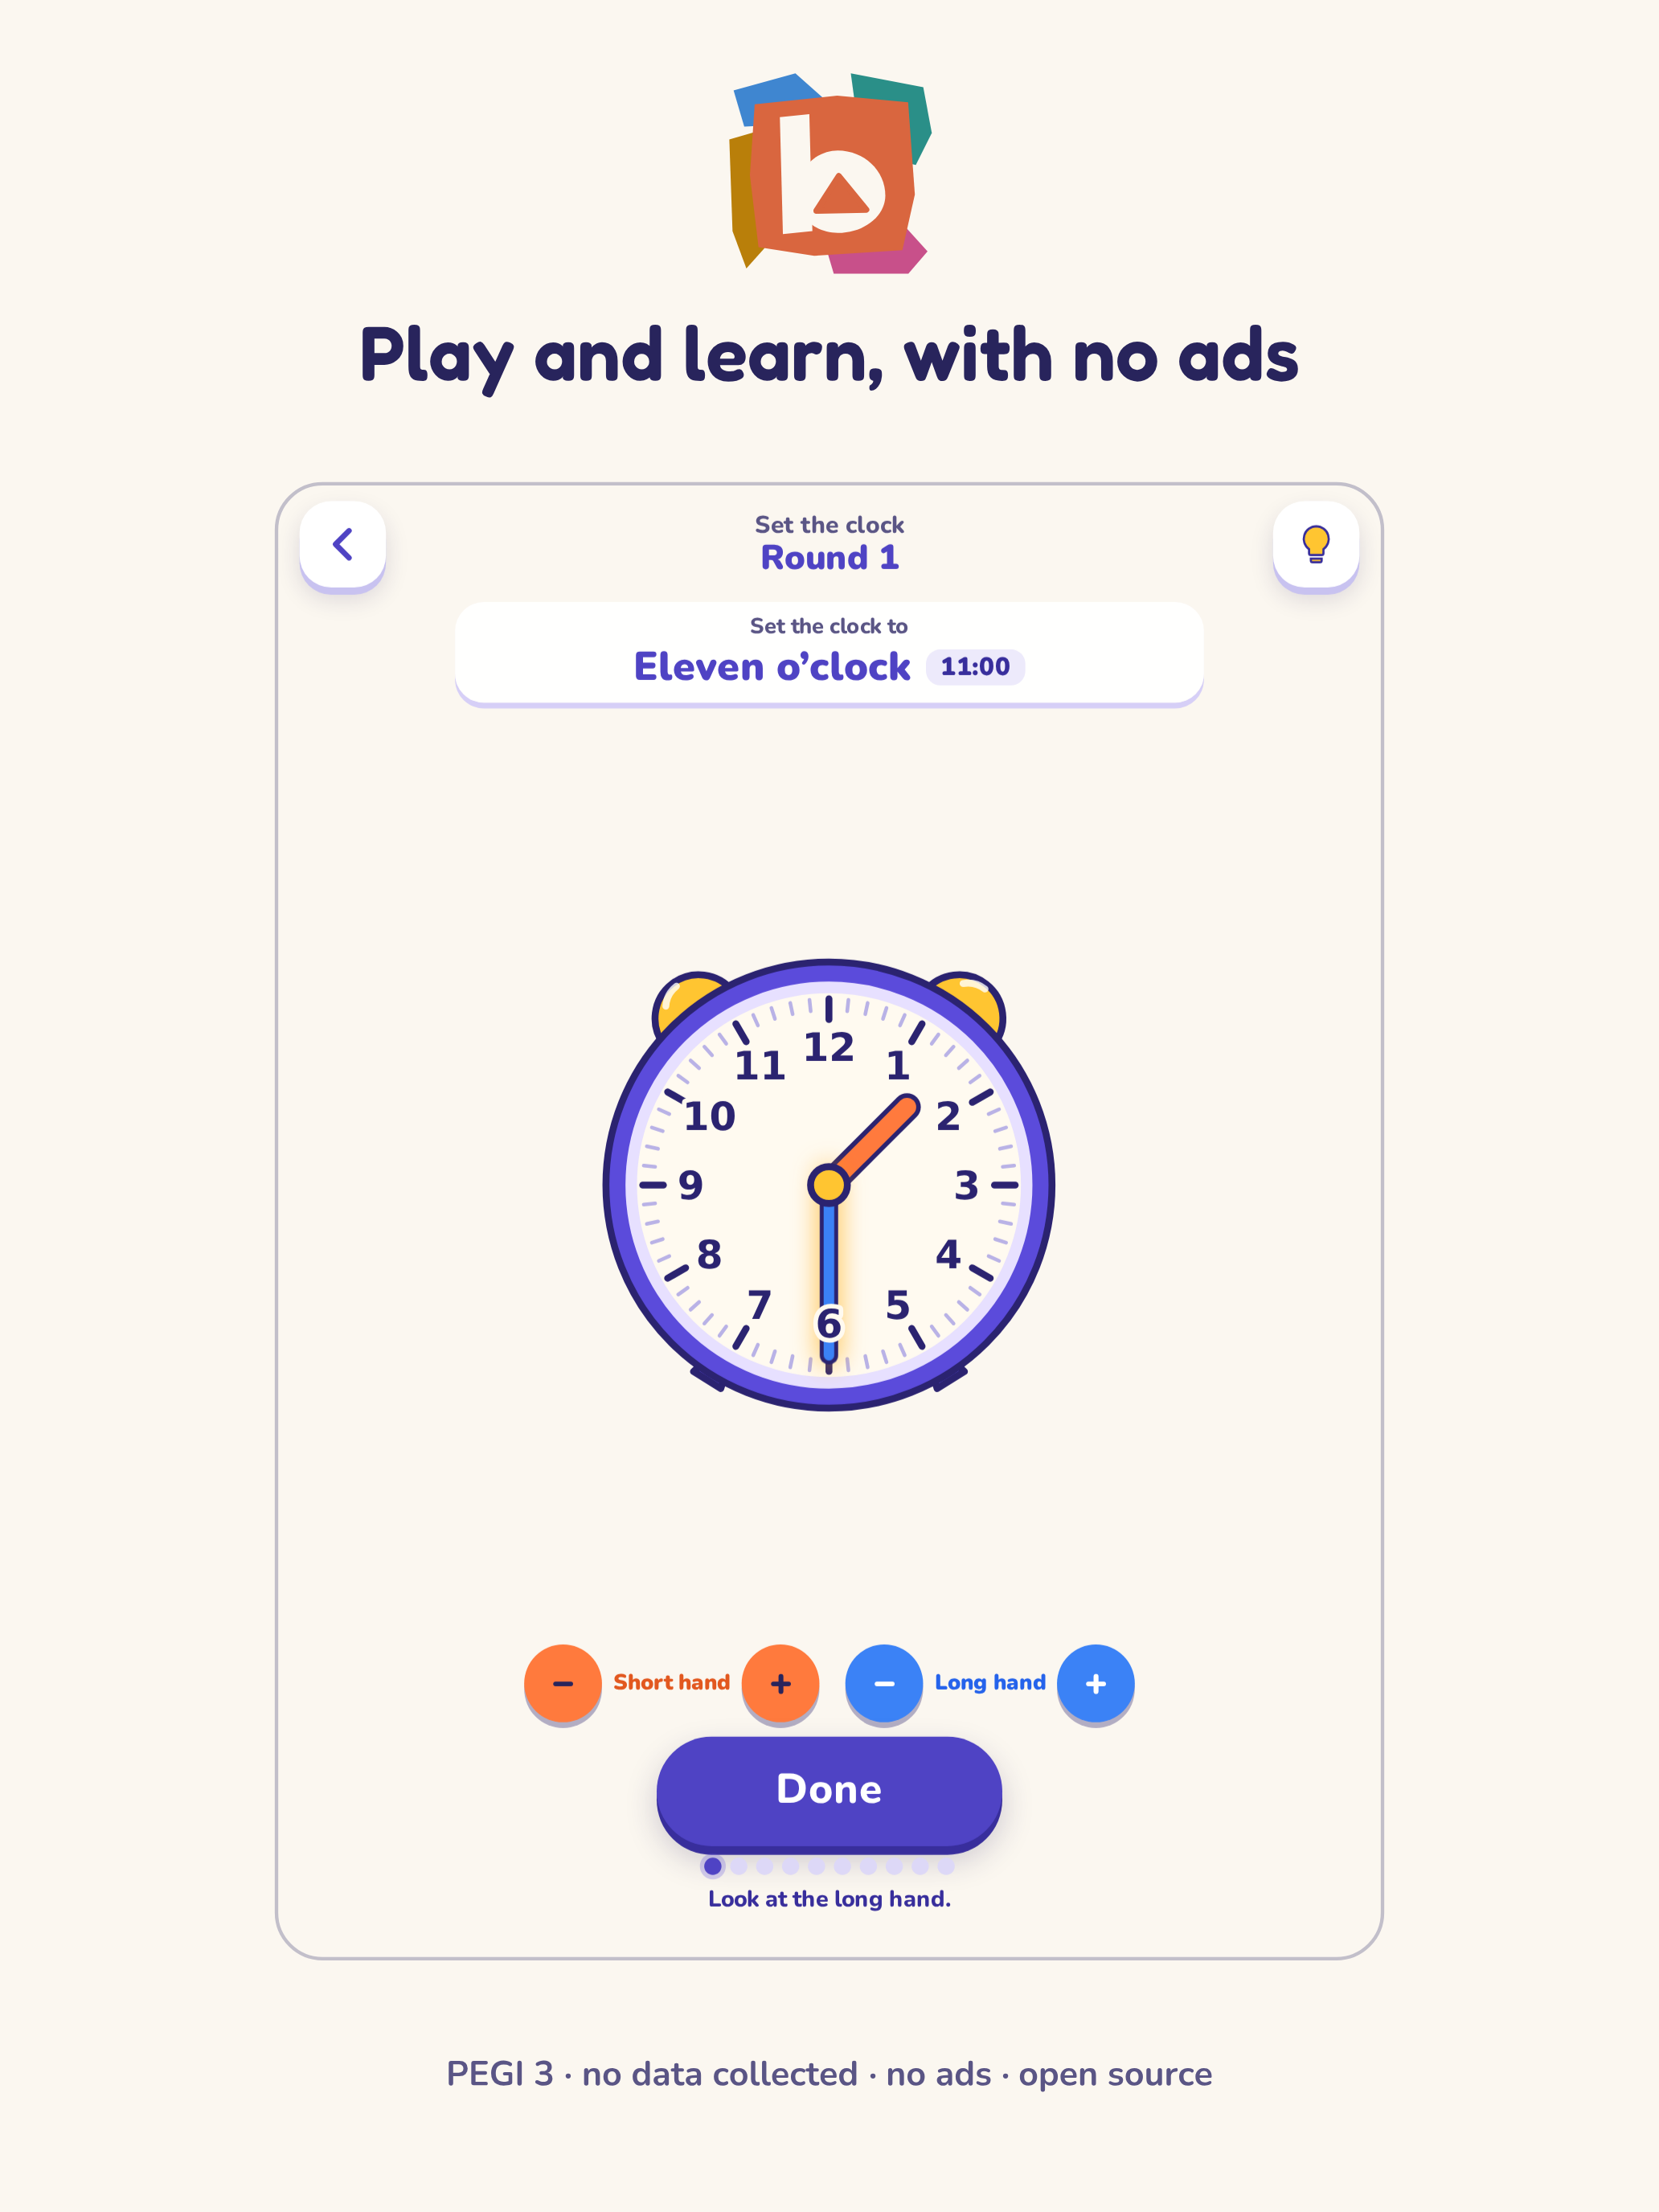 b
Play and learn, with no ads
Set the clock
Round 1
Set the clock to
Eleven o’clock 11:00
12
11 1
10 2
9 3
8 4
7 5
6
− Short hand + − Long hand +
Done
Look at the long hand.
PEGI 3 · no data collected · no ads · open source